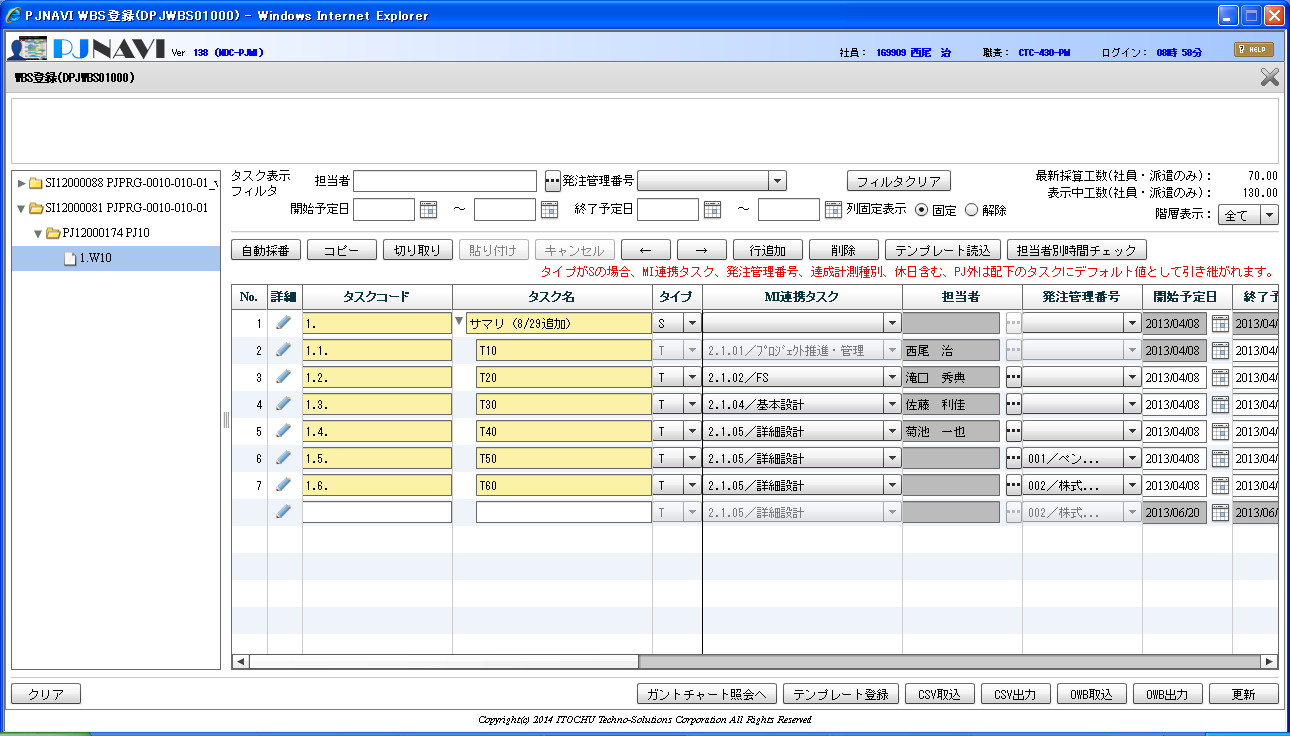 PJNAVI WBS登録(DPJWBS01000) - Windows Internet Explorer
PJNAVI Ver 138 (NDC-PJM) 社員： 169909 西尾 治 職責： CTC-430-PM ログイン： 08時 58分 ? HELP
WBS登録(DPJWBS01000)
SI12000088 PJPRG-0010-010-01_
SI12000081 PJPRG-0010-010-01
PJ12000174 PJ10
1.W10
タスク表示フィルタ 担当者 ... 発注管理番号 フィルタクリア 最新採算工数(社員・派遣のみ)： 70.00
表示中工数(社員・派遣のみ)： 130.00
開始予定日 ～ 終了予定日 ～ 列固定表示 固定 解除 階層表示： 全て
自動採番 コピー 切り取り 貼り付け キャンセル ← → 行追加 削除 テンプレート読込 担当者別時間チェック
タイプがSの場合、MI連携タスク、発注管理番号、達成計測種別、休日含む、PJ外は配下のタスクにデフォルト値として引き継がれます。
No. 詳細 タスクコード タスク名 タイプ MI連携タスク 担当者 発注管理番号 開始予定日 終了予
1 1. サマリ（8/29追加） S ... 2013/04/08 2013/04/
2 1.1. T10 T 2.1.01／ﾌﾟﾛｼﾞｪｸﾄ推進・管理 西尾 治 ... 2013/04/08 2013/04/
3 1.2. T20 T 2.1.02／FS 滝口 秀典 ... 2013/04/08 2013/04/
4 1.3. T30 T 2.1.04／基本設計 佐藤 利佳 ... 2013/04/08 2013/04/
5 1.4. T40 T 2.1.05／詳細設計 菊池 一也 ... 2013/04/08 2013/04/
6 1.5. T50 T 2.1.05／詳細設計 ... 001／ペン... 2013/04/08 2013/04/
7 1.6. T60 T 2.1.05／詳細設計 ... 002／株式... 2013/04/08 2013/04/
T 2.1.05／詳細設計 ... 002／株式... 2013/06/20 2013/06/
クリア ガントチャート照会へ テンプレート登録 CSV取込 CSV出力 OWB取込 OWB出力 更新
Copyright(c) 2014 ITOCHU Techno-Solutions Corporation All Rights Reserved